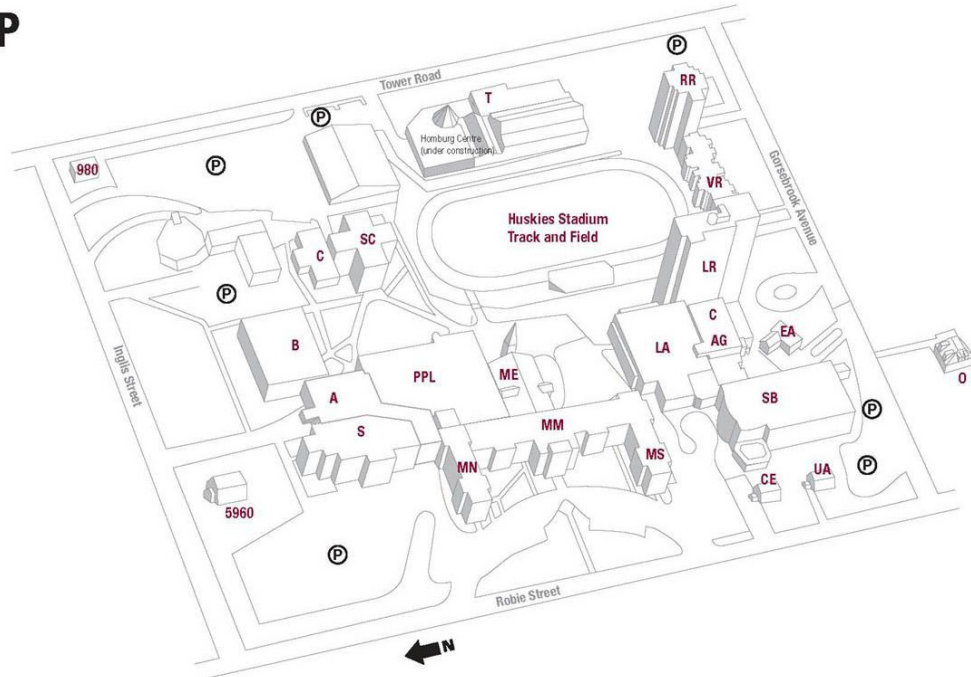 P
P
Tower Road
RR
T
P
Homburg Centre
(under construction)
980
P
VR
Gorsebrook Avenue
Huskies Stadium
Track and Field
SC
C
LR
P
C
EA
B
AG
LA
Inglis Street
PPL
ME
O
A
SB
P
MM
S
MS
MN
P
UA
CE
5960
P
Robie Street
N